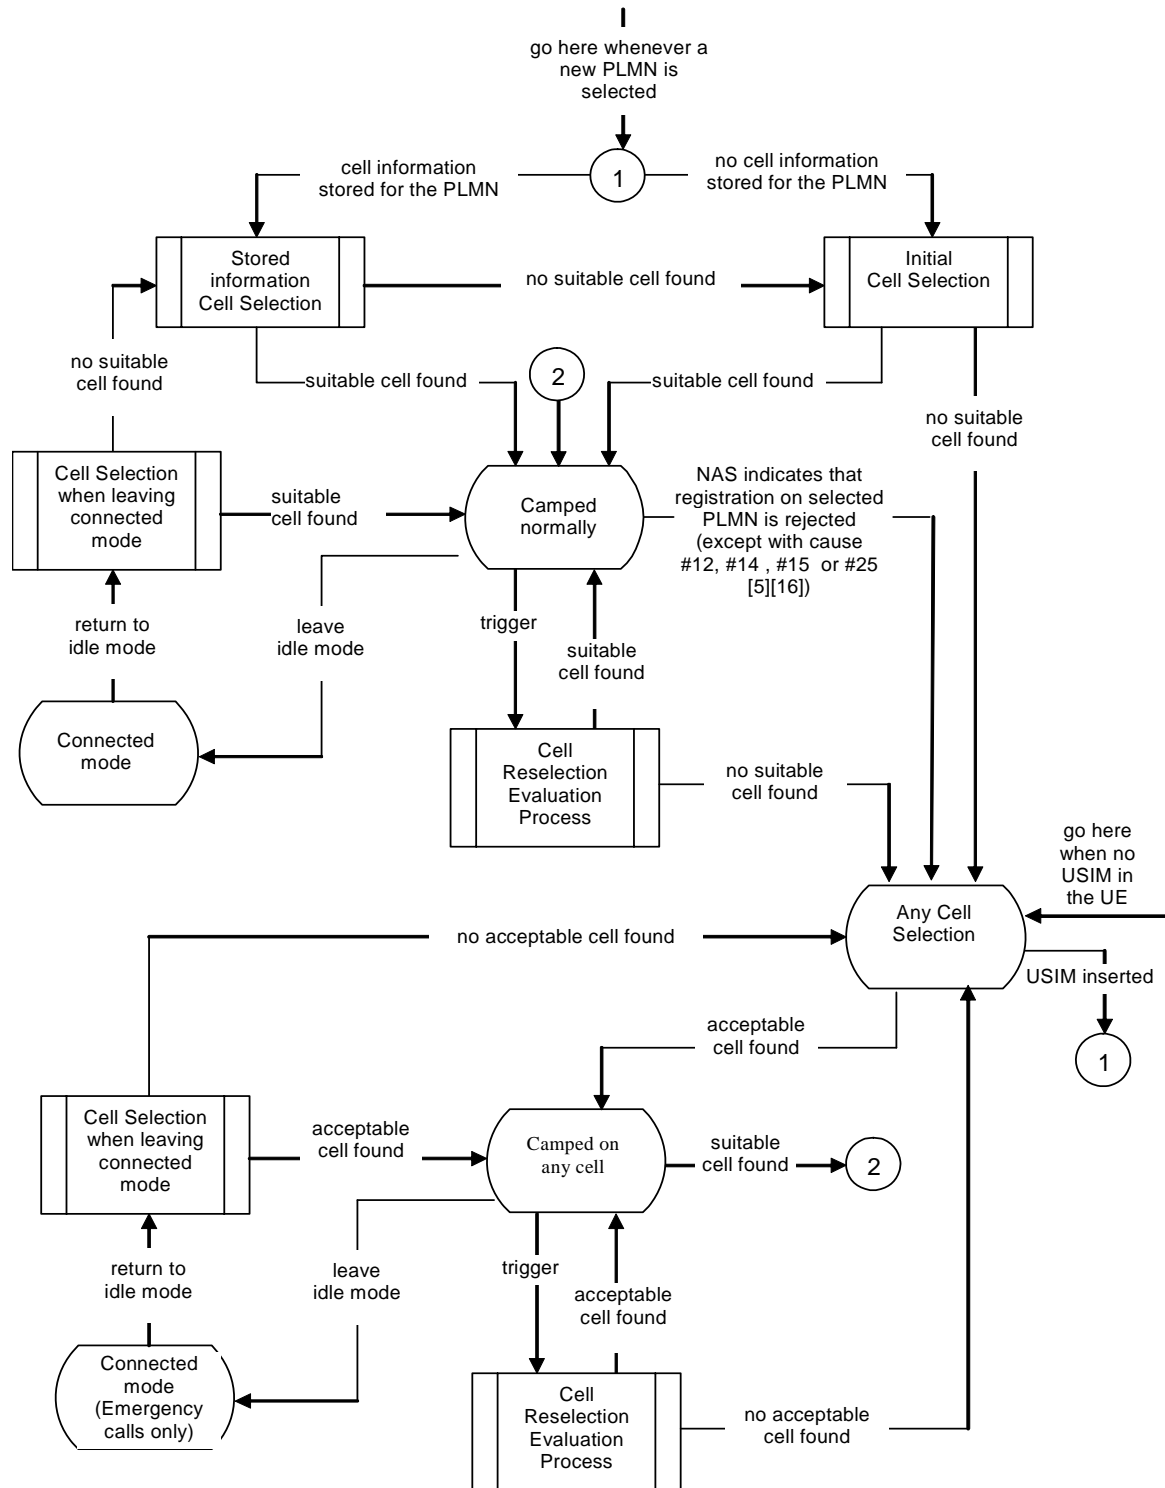 go here whenever a
new PLMN is
selected
cell information
stored for the PLMN
1
no cell information
stored for the PLMN
Stored
information
Cell Selection
no suitable cell found
Initial
Cell Selection
no suitable
cell found
suitable cell found
2
suitable cell found
no suitable
cell found
Cell Selection
when leaving
connected
mode
suitable
cell found
Camped
normally
NAS indicates that
registration on selected
PLMN is rejected
(except with cause
#12, #14 , #15 or #25
[5][16])
return to
idle mode
leave
idle mode
trigger
suitable
cell found
Connected
mode
Cell
Reselection
Evaluation
Process
no suitable
cell found
go here
when no
USIM in
the UE
Any Cell
Selection
no acceptable cell found
USIM inserted
1
acceptable
cell found
Cell Selection
when leaving
connected
mode
acceptable
cell found
Camped on
any cell
suitable
cell found
2
return to
idle mode
leave
idle mode
trigger
acceptable
cell found
Connected
mode
(Emergency
calls only)
Cell
Reselection
Evaluation
Process
no acceptable
cell found